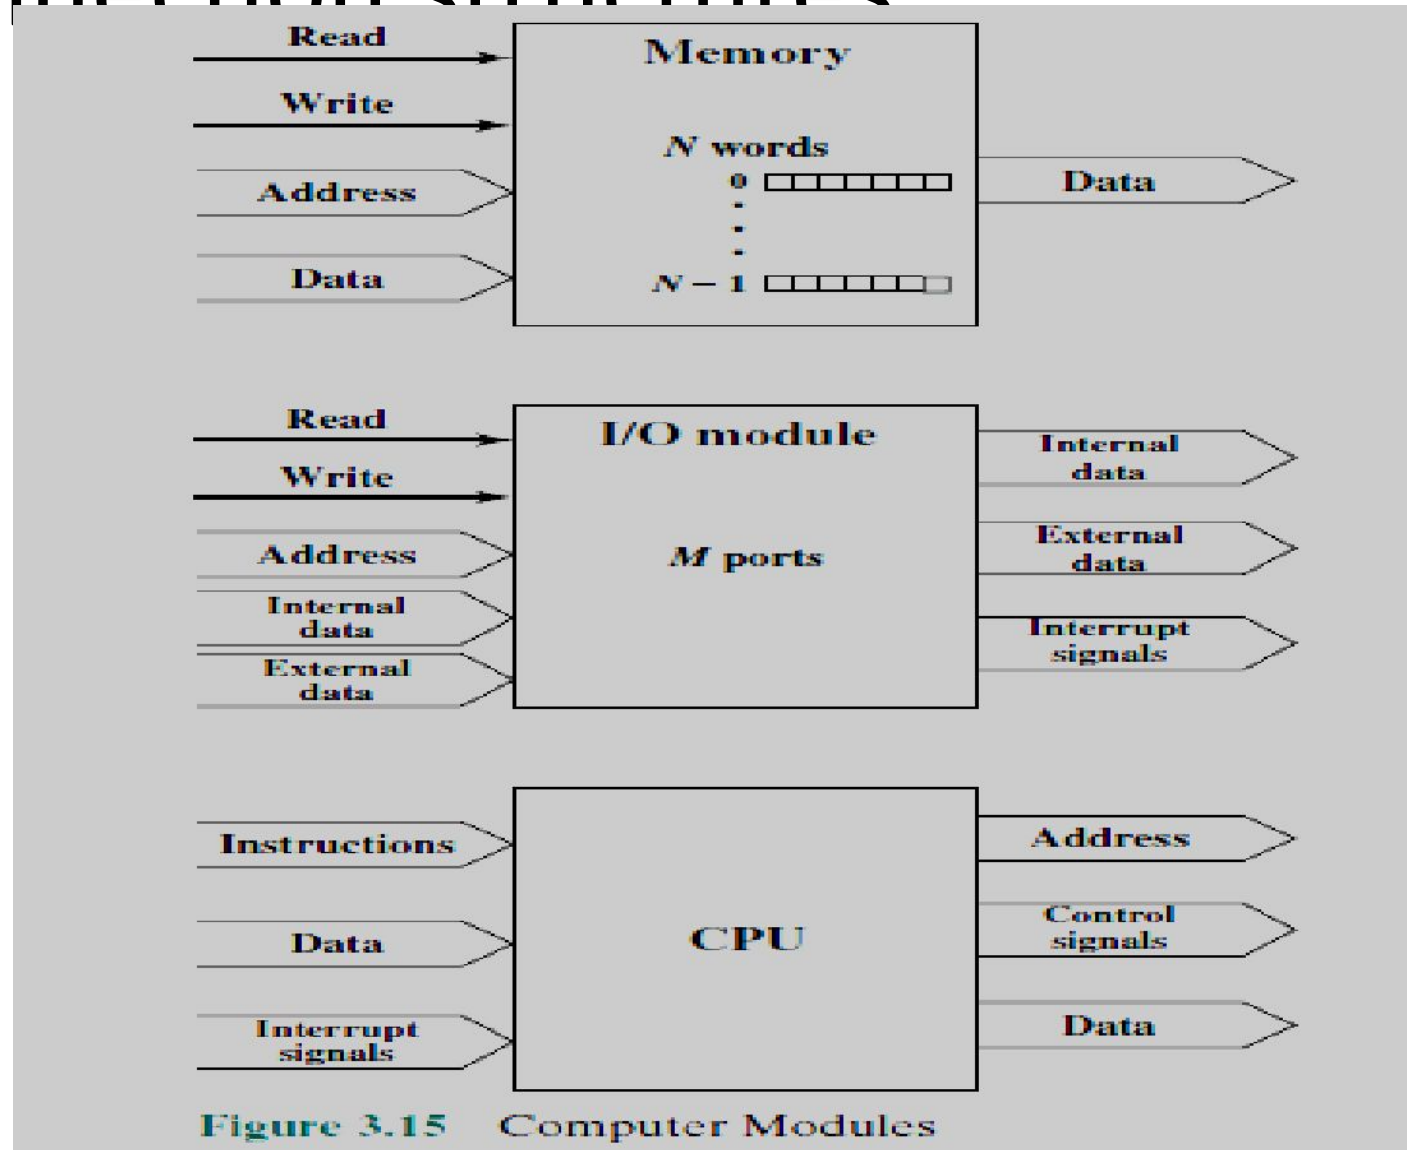 Read
Memory
Write
N words
Address
0
Data
Data
N – 1
Read
I/O module
Internal
data
Write
External
data
Address
M ports
Internal
data
Interrupt
signals
External
data
Instructions
Address
Control
signals
Data
CPU
Interrupt
signals
Data
Figure 3.15 Computer Modules